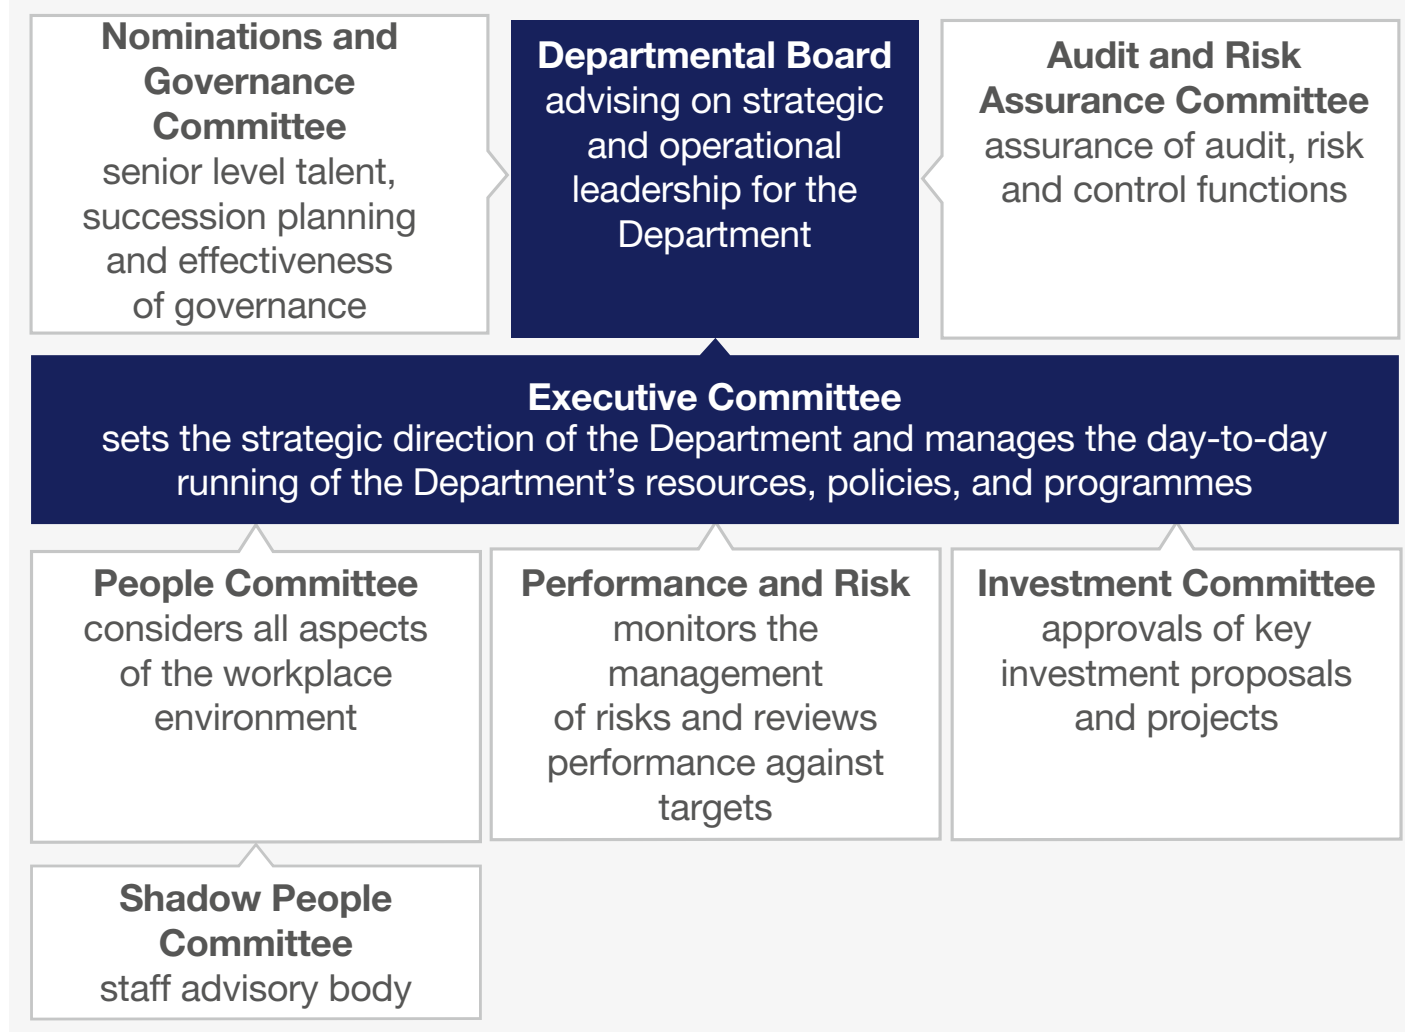 Nominations and
Governance
Committee
senior level talent,
succession planning
and effectiveness
of governance
Departmental Board
advising on strategic
and operational
leadership for the
Department
Audit and Risk
Assurance Committee
assurance of audit, risk
and control functions
Executive Committee
sets the strategic direction of the Department and manages the day-to-day
running of the Department’s resources, policies, and programmes
People Committee
considers all aspects
of the workplace
environment
Performance and Risk
monitors the
management
of risks and reviews
performance against
targets
Investment Committee
approvals of key
investment proposals
and projects
Shadow People
Committee
staff advisory body